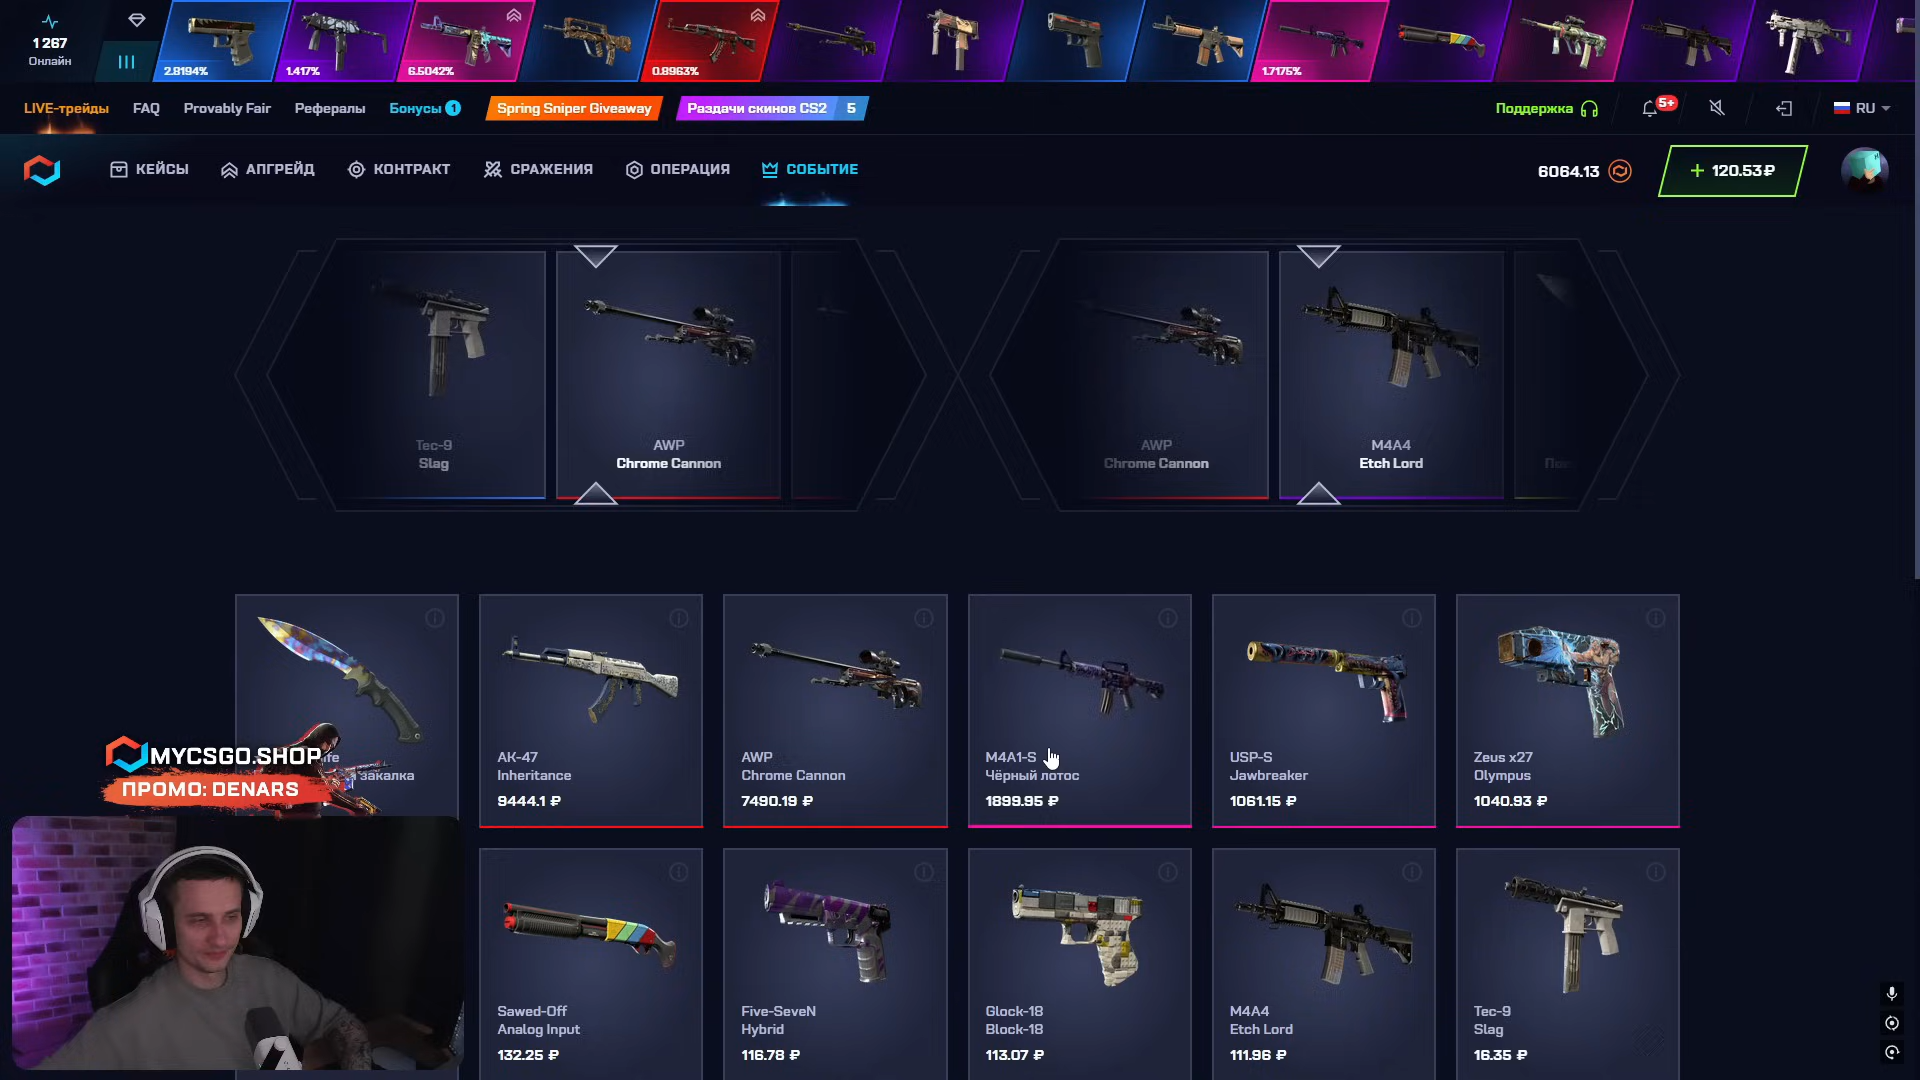 1 267
Онлайн
2.8194%
1.417%
6.5042%
0.8963%
1.7175%
LIVE-трейды
FAQ
Provably Fair
Рефералы
Бонусы 1
Spring Sniper Giveaway
Раздачи скинов CS2 5
Поддержка
5+
RU
КЕЙСЫ
АПГРЕЙД
КОНТРАКТ
СРАЖЕНИЯ
ОПЕРАЦИЯ
СОБЫТИЕ
6064.13
+ 120.53 ₽
Tec-9
Slag
AWP
Chrome Cannon
AWP
Chrome Cannon
M4A4
Etch Lord
закалка
AK-47
Inheritance
9444.1 ₽
AWP
Chrome Cannon
7490.19 ₽
M4A1-S
Чёрный лотос
1899.95 ₽
USP-S
Jawbreaker
1061.15 ₽
Zeus x27
Olympus
1040.93 ₽
MYCSGO.SHOP
ПРОМО: DENARS
Sawed-Off
Analog Input
132.25 ₽
Five-SeveN
Hybrid
116.78 ₽
Glock-18
Block-18
113.07 ₽
M4A4
Etch Lord
111.96 ₽
Tec-9
Slag
16.35 ₽